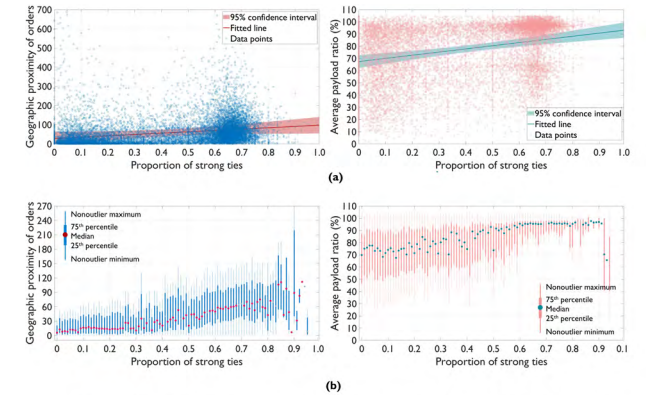 700
600
500
400
300
200
100
0
Geographic proximity of orders
95% confidence interval
Fitted line
Data points
0 0.1 0.2 0.3 0.4 0.5 0.6 0.7 0.8 0.9 1.0
Proportion of strong ties
110
100
90
80
70
60
50
40
30
20
10
0
Average payload ratio (%)
95% confidence interval
Fitted line
Data points
0 0.1 0.2 0.3 0.4 0.5 0.6 0.7 0.8 0.9 1.0
Proportion of strong ties
(a)
270
240
210
180
150
120
90
60
30
0
Geographic proximity of orders
Nonoutlier maximum
75th percentile
Median
25th percentile
Nonoutlier minimum
0 0.1 0.2 0.3 0.4 0.5 0.6 0.7 0.8 0.9 1.0
Proportion of strong ties
110
100
90
80
70
60
50
40
30
20
10
0
Average payload ratio (%)
Nonoutlier maximum
75th percentile
Median
25th percentile
Nonoutlier minimum
0 0.1 0.2 0.3 0.4 0.5 0.6 0.7 0.8 0.9 0.1
Proportion of strong ties
(b)